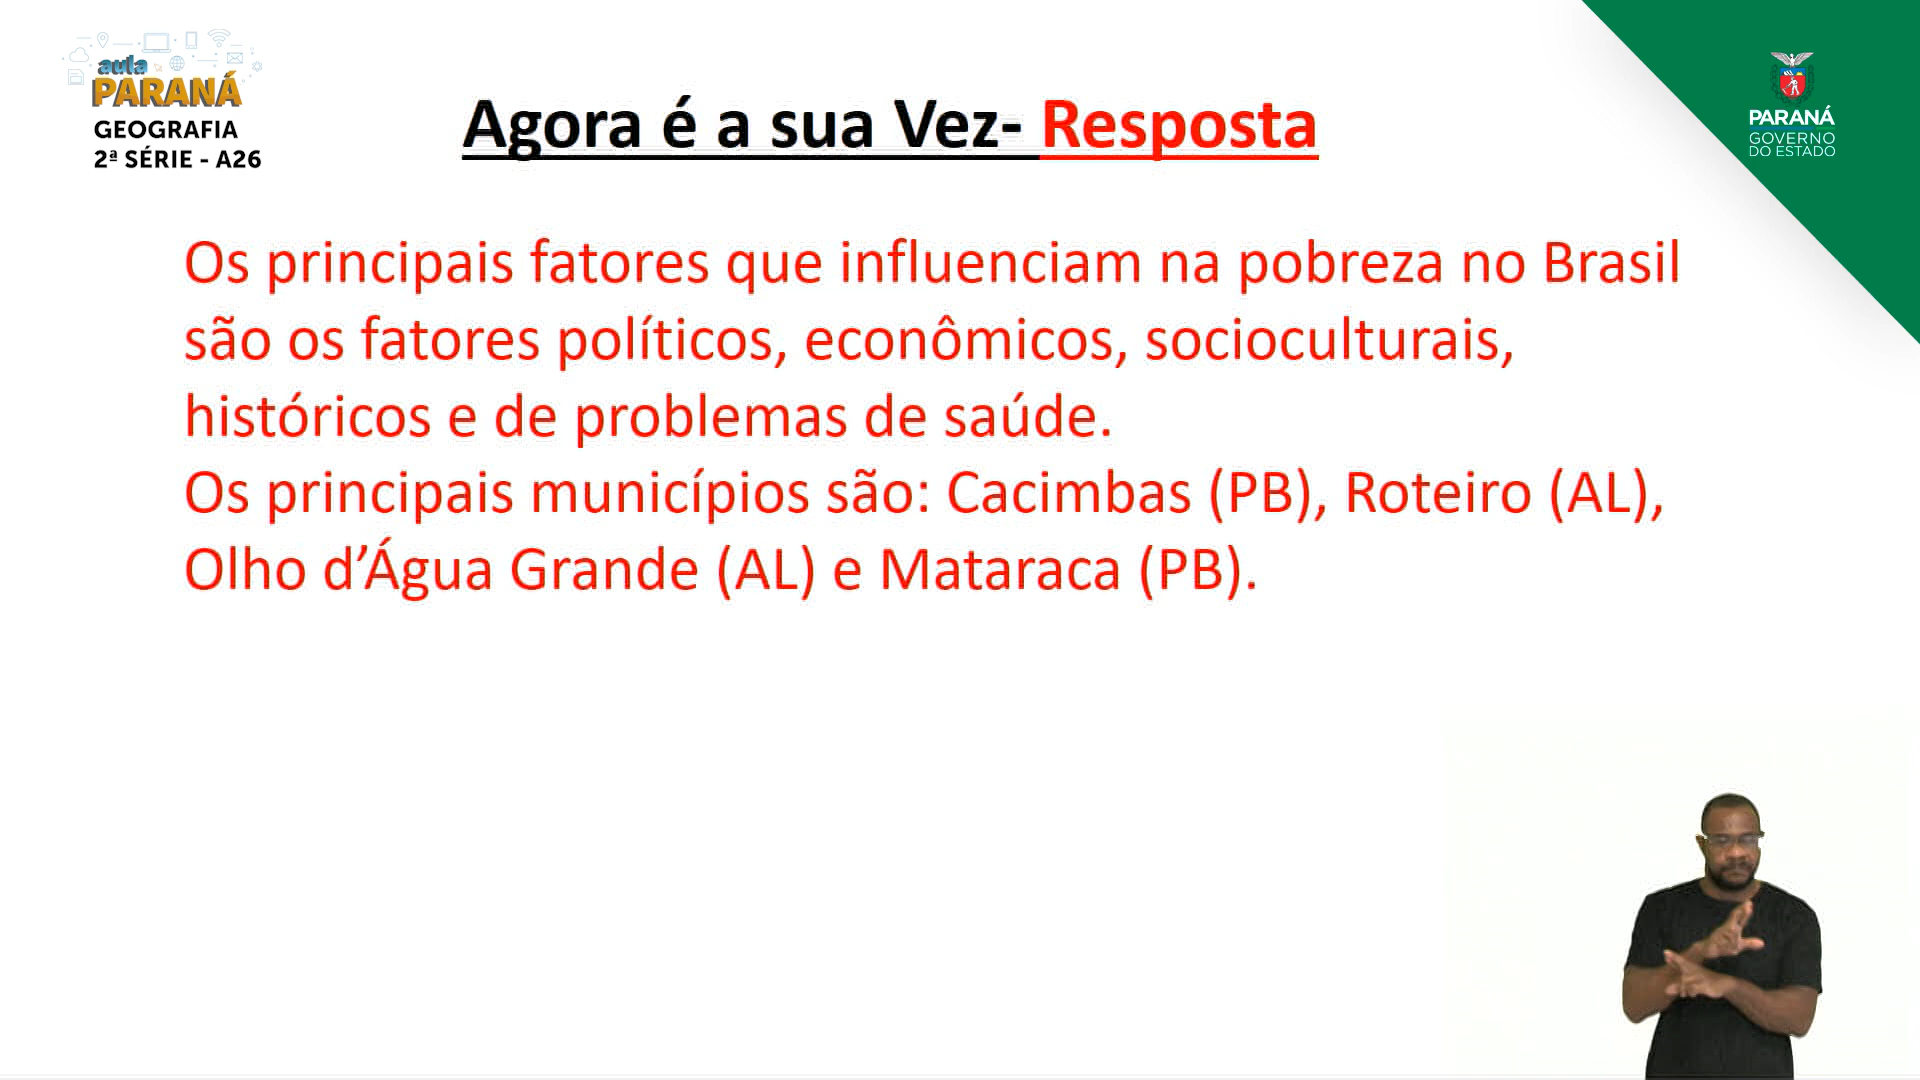 aula
PARANÁ
GEOGRAFIA
2ª SÉRIE - A26
Agora é a sua Vez- Resposta
PARANÁ
GOVERNO
DO ESTADO
Os principais fatores que influenciam na pobreza no Brasil
são os fatores políticos, econômicos, socioculturais,
históricos e de problemas de saúde.
Os principais municípios são: Cacimbas (PB), Roteiro (AL),
Olho d’Água Grande (AL) e Mataraca (PB).